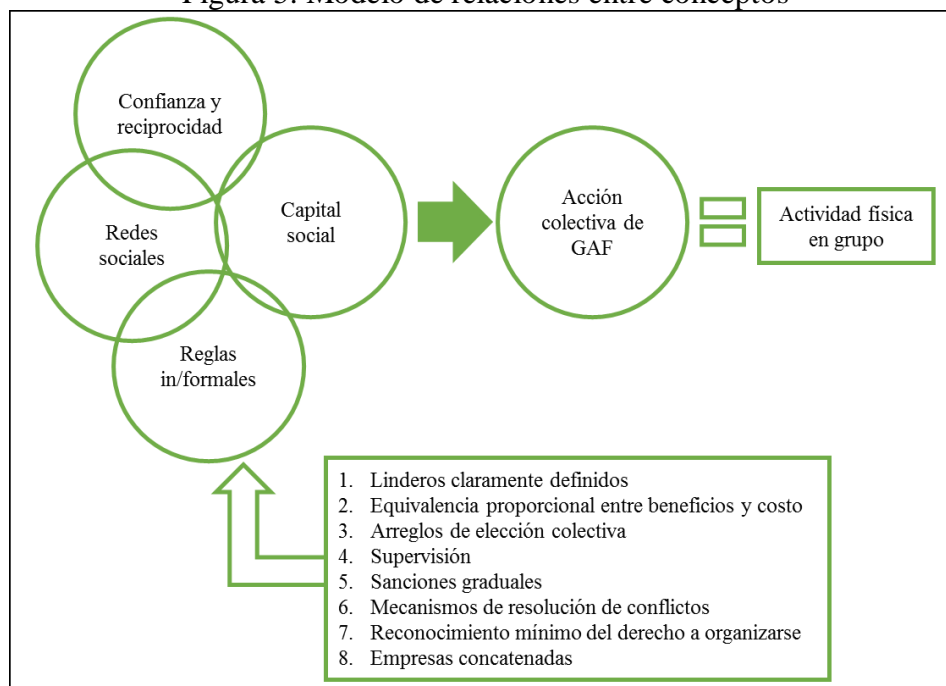 Figura 3. Modelo de relaciones entre conceptos
Confianza y
reciprocidad
Redes
sociales
Capital
social
Reglas
in/formales
Acción
colectiva de
GAF
Actividad física
en grupo
1. Linderos claramente definidos
2. Equivalencia proporcional entre beneficios y costo
3. Arreglos de elección colectiva
4. Supervisión
5. Sanciones graduales
6. Mecanismos de resolución de conflictos
7. Reconocimiento mínimo del derecho a organizarse
8. Empresas concatenadas